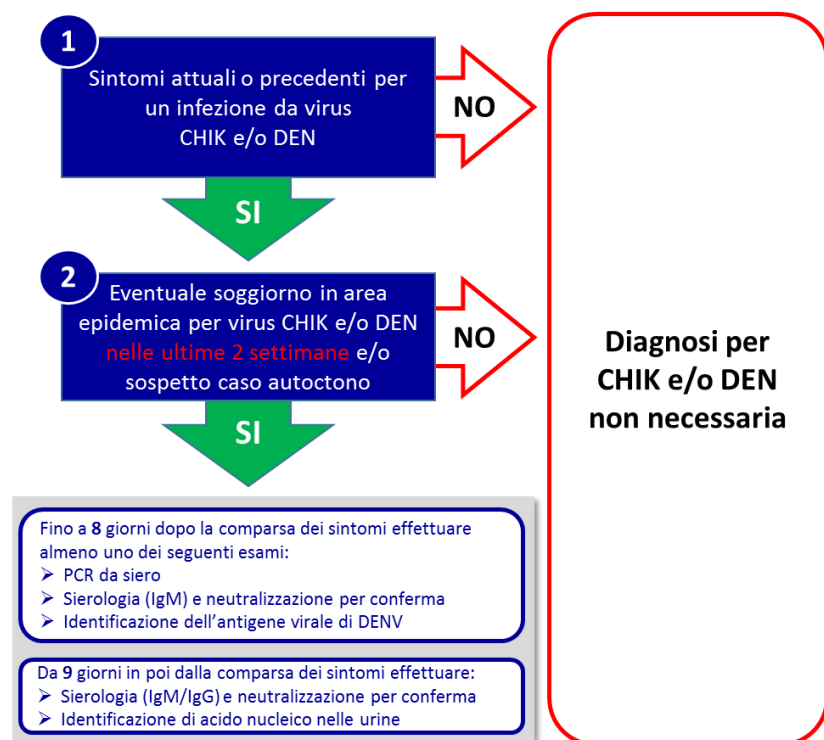 1
Sintomi attuali o precedenti per
un infezione da virus
CHIK e/o DEN
NO
SI
2
Eventuale soggiorno in area
epidemica per virus CHIK e/o DEN
nelle ultime 2 settimane e/o
sospetto caso autoctono
NO
SI
Diagnosi per
CHIK e/o DEN
non necessaria
Fino a 8 giorni dopo la comparsa dei sintomi effettuare
almeno uno dei seguenti esami:
➢ PCR da siero
➢ Sierologia (IgM) e neutralizzazione per conferma
➢ Identificazione dell'antigene virale di DENV
Da 9 giorni in poi dalla comparsa dei sintomi effettuare:
➢ Sierologia (IgM/IgG) e neutralizzazione per conferma
➢ Identificazione di acido nucleico nelle urine